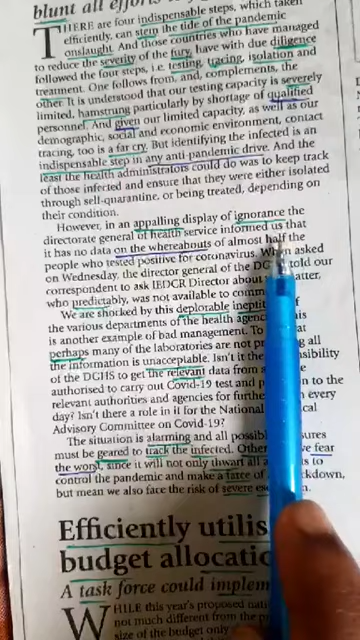 blunt all efforts
THERE are four indispensable steps, which taken
efficiently, can stem the tide of the pandemic
onslaught. And those countries who have managed
to reduce the severity of the fury, have with due diligence
followed the four steps, i.e. testing, tracing, isolation and
treatment. One follows from, and, complements, the
other. It is understood that our testing capacity is severely
limited, hamstrung particularly by shortage of qualified
personnel. And given our limited capacity, as well as our
demographic, social and economic environment, contact
tracing, too is a far cry. But identifying the infected is an
indispensable step in any anti-pandemic drive. And the
least the health administrators could do was to keep track
of those infected and ensure that they were either isolated
through self-quarantine, or being treated, depending on
their condition.
However, in an appalling display of ignorance the
directorate general of health service informed us that
it has no data on the whereabouts of almost half the
people who tested positive for coronavirus. When asked
on Wednesday, the director general of the DG told our
correspondent to ask IEDCR Director about
who predictably, was not available to
We are shocked by this deplorable
the various departments of the health
is another example of bad management. To
perhaps many of the laboratories are not all
the information is unacceptable. Isn't it the
of the DGHS to get the relevant data from
authorised to carry out Covid-19 test and to the
relevant authorities and agencies for every
day? Isn't there a role in it for the National
Advisory Committee on Covid-19?
The situation is alarming and all
must be geared to track the infected. fear
the worst, since it will not only thwart all to
control the pandemic and make a farce of
but mean we also face the risk of severe
Efficiently utilis
budget allocatic
A task force could implem
WHILE this year's proposed
not much different from the
size of the budget only